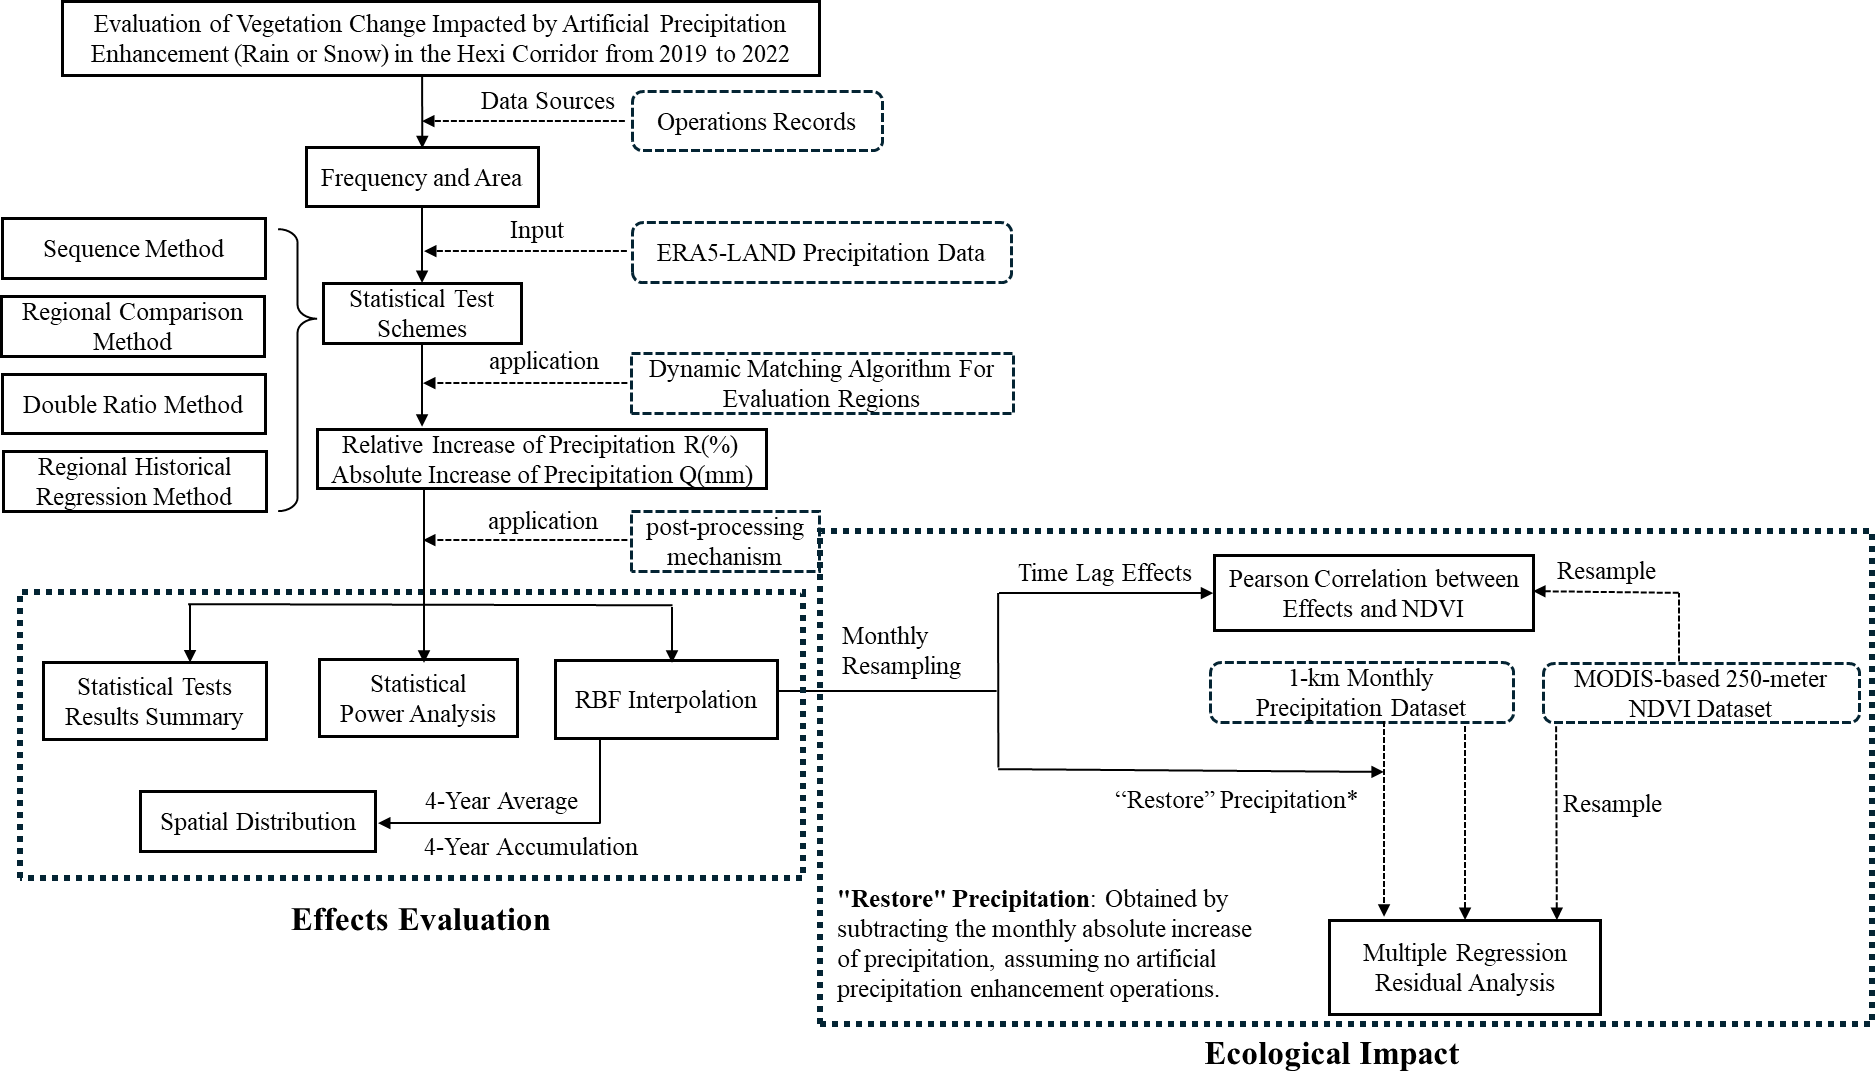 Evaluation of Vegetation Change Impacted by Artificial Precipitation
Enhancement (Rain or Snow) in the Hexi Corridor from 2019 to 2022
Data Sources
Operations Records
Frequency and Area
Input
ERA5-LAND Precipitation Data
Sequence Method
Regional Comparison
Method
Double Ratio Method
Regional Historical
Regression Method
Statistical Test
Schemes
application
Dynamic Matching Algorithm For
Evaluation Regions
Relative Increase of Precipitation R(%)
Absolute Increase of Precipitation Q(mm)
application
post-processing
mechanism
Statistical Tests
Results Summary
Statistical
Power Analysis
RBF Interpolation
Spatial Distribution
4-Year Average
4-Year Accumulation
Effects Evaluation
Monthly
Resampling
Time Lag Effects
Pearson Correlation between
Effects and NDVI
Resample
1-km Monthly
Precipitation Dataset
MODIS-based 250-meter
NDVI Dataset
“Restore” Precipitation*
Resample
"Restore" Precipitation: Obtained by
subtracting the monthly absolute increase
of precipitation, assuming no artificial
precipitation enhancement operations.
Multiple Regression
Residual Analysis
Ecological Impact